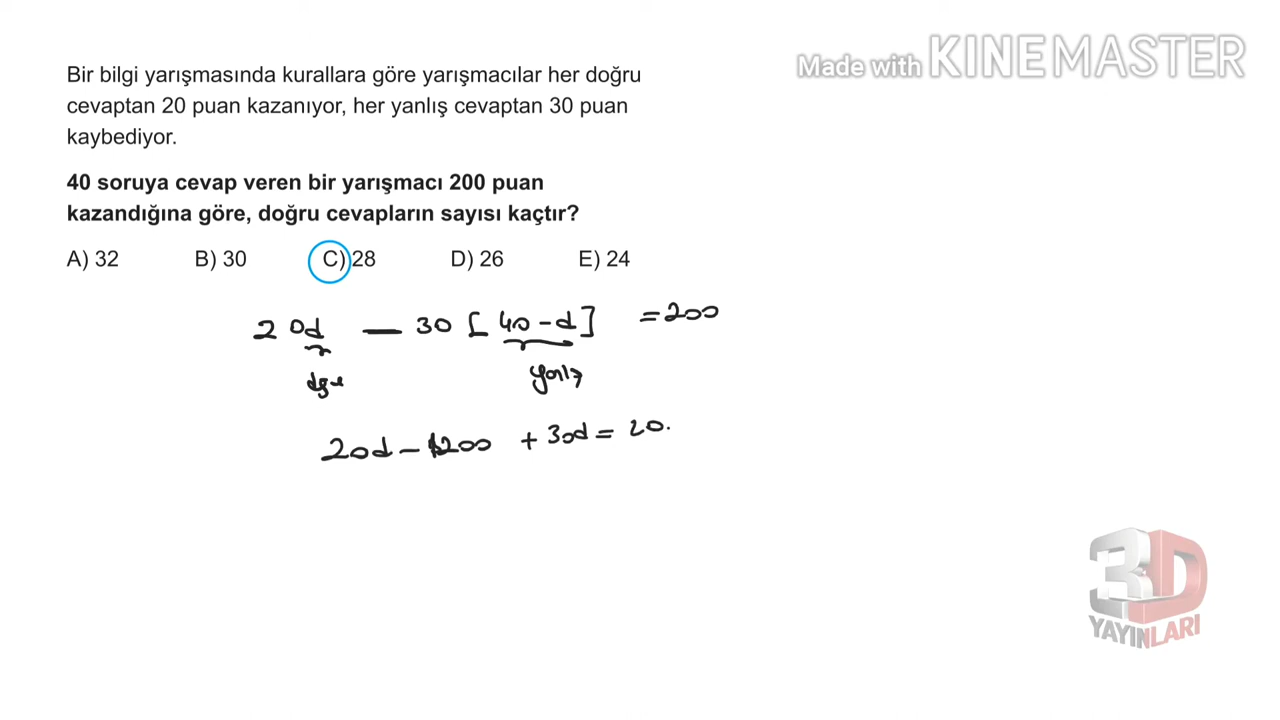 Made with KINEMASTER
Bir bilgi yarışmasında kurallara göre yarışmacılar her doğru
cevaptan 20 puan kazanıyor, her yanlış cevaptan 30 puan
kaybediyor.
40 soruya cevap veren bir yarışmacı 200 puan
kazandığına göre, doğru cevapların sayısı kaçtır?
A) 32 B) 30 C) 28 D) 26 E) 24
20d — 30 [40-d] =200
20d - 1200 + 30d = 20
3D
YAYINLARI